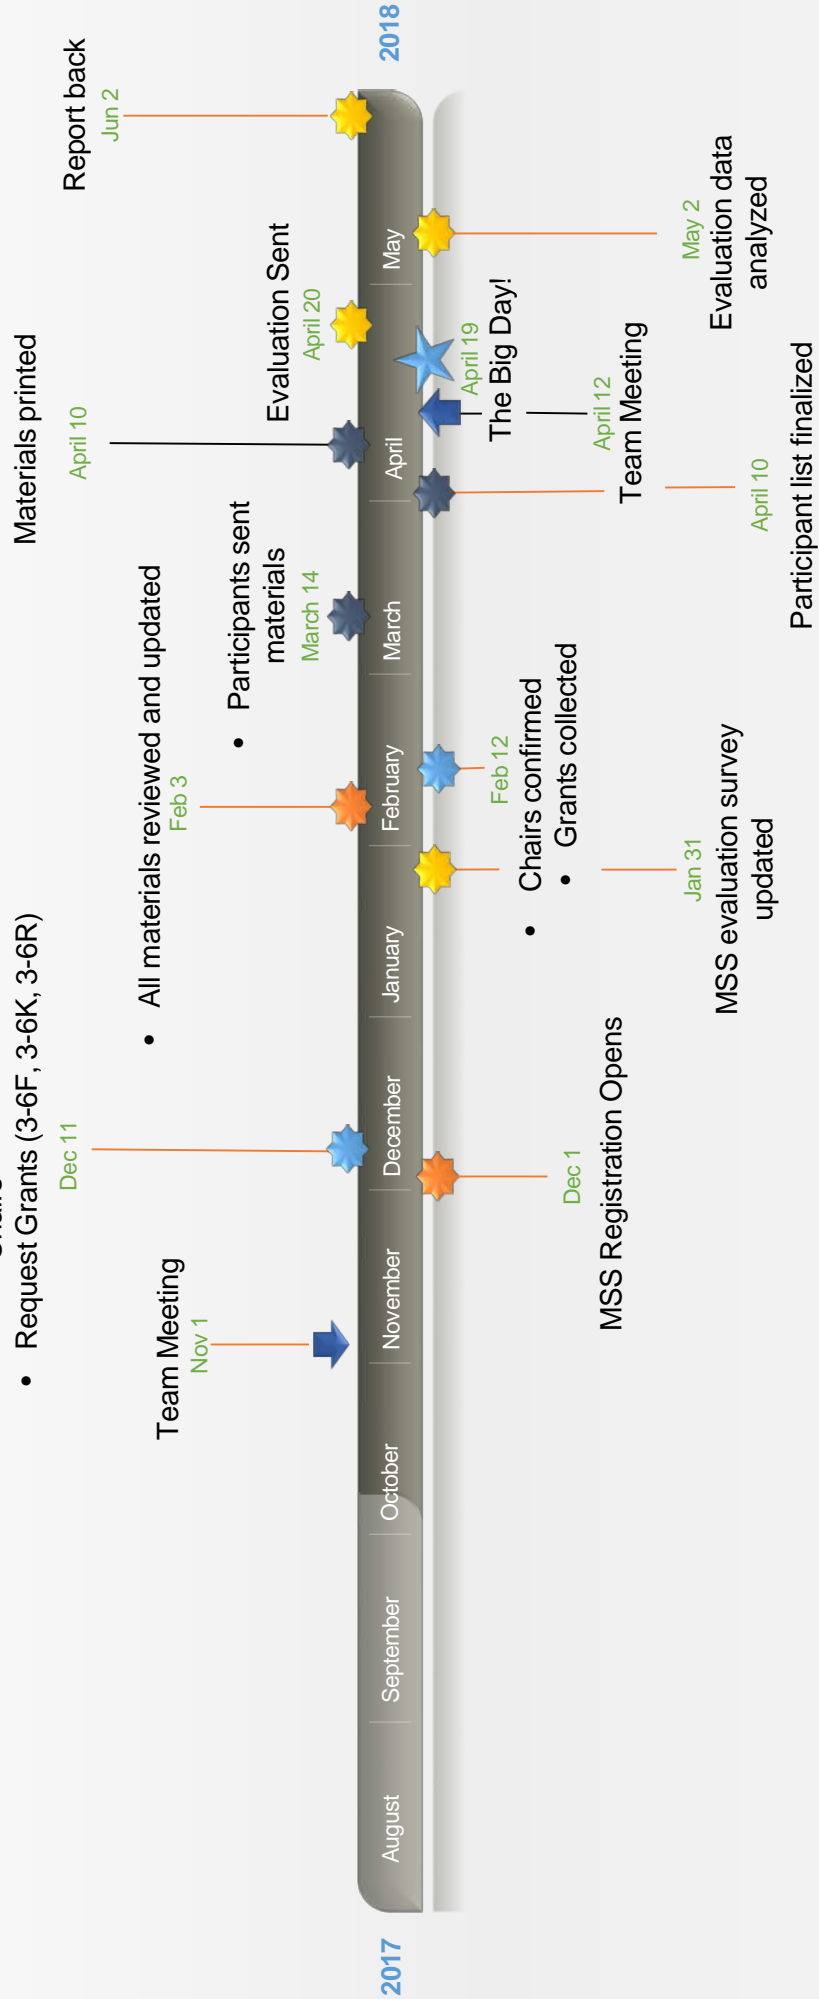 • Request Grants (3-6F, 3-6K, 3-6R)
Dec 11
Materials printed
April 10
Report back
Jun 2
• All materials reviewed and updated
Feb 3
Team Meeting
Nov 1
• Participants sent
materials
March 14
Evaluation Sent
April 20
2017
August
September
October
November
December
January
February
March
April
May
2018
April 19
The Big Day!
Feb 12
• Chairs confirmed
• Grants collected
Dec 1
MSS Registration Opens
April 12
Team Meeting
Jan 31
MSS evaluation survey
updated
May 2
Evaluation data
analyzed
April 10
Participant list finalized